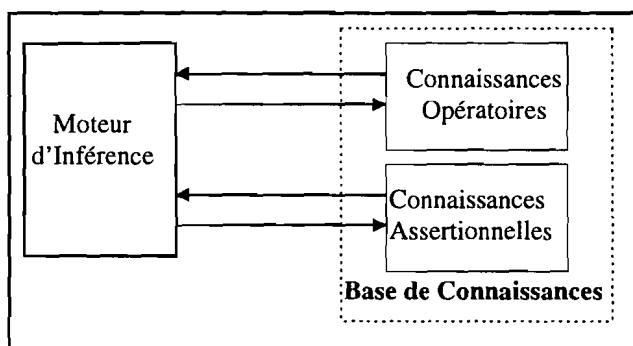 Moteur
d'Inférence
Connaissances
Opératoires
Connaissances
Assertionnelles
Base de Connaissances